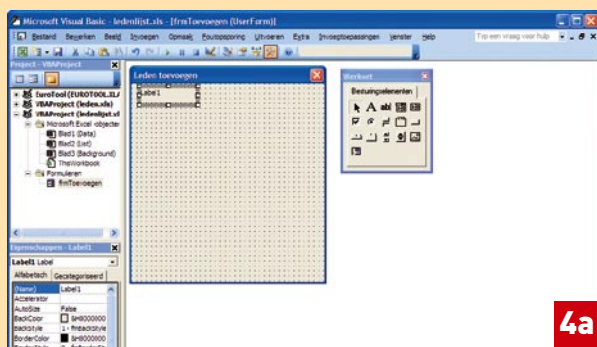 Microsoft Visual Basic - ledenlijst.xls - [frmToevoegen (UserForm)]
Bestand Bewerken Beeld Invoegen Opmaak Foutopsporing Uitvoeren Extra Invoegtoepassingen Venster Help
Typ een vraag voor hulp
Project - VBAProject
EuroTool (EUROTOOL.XLA
VBAProject (leden.xls)
VBAProject (ledenlijst.xl
Microsoft Excel -objecten
Blad1 (Data)
Blad2 (List)
Blad3 (Background)
ThisWorkbook
Formulieren
frmToevoegen
Leden toevoegen
Label1
Werkset
Besturingselementen
Eigenschappen - Label1
Label1 Label
Alfabetisch Gecategoriseerd
(Name) Label1
Accelerator
AutoSize False
BackColor &H8000000
BackStyle 1 - fmBackStyle
BorderColor &H8000000
4a